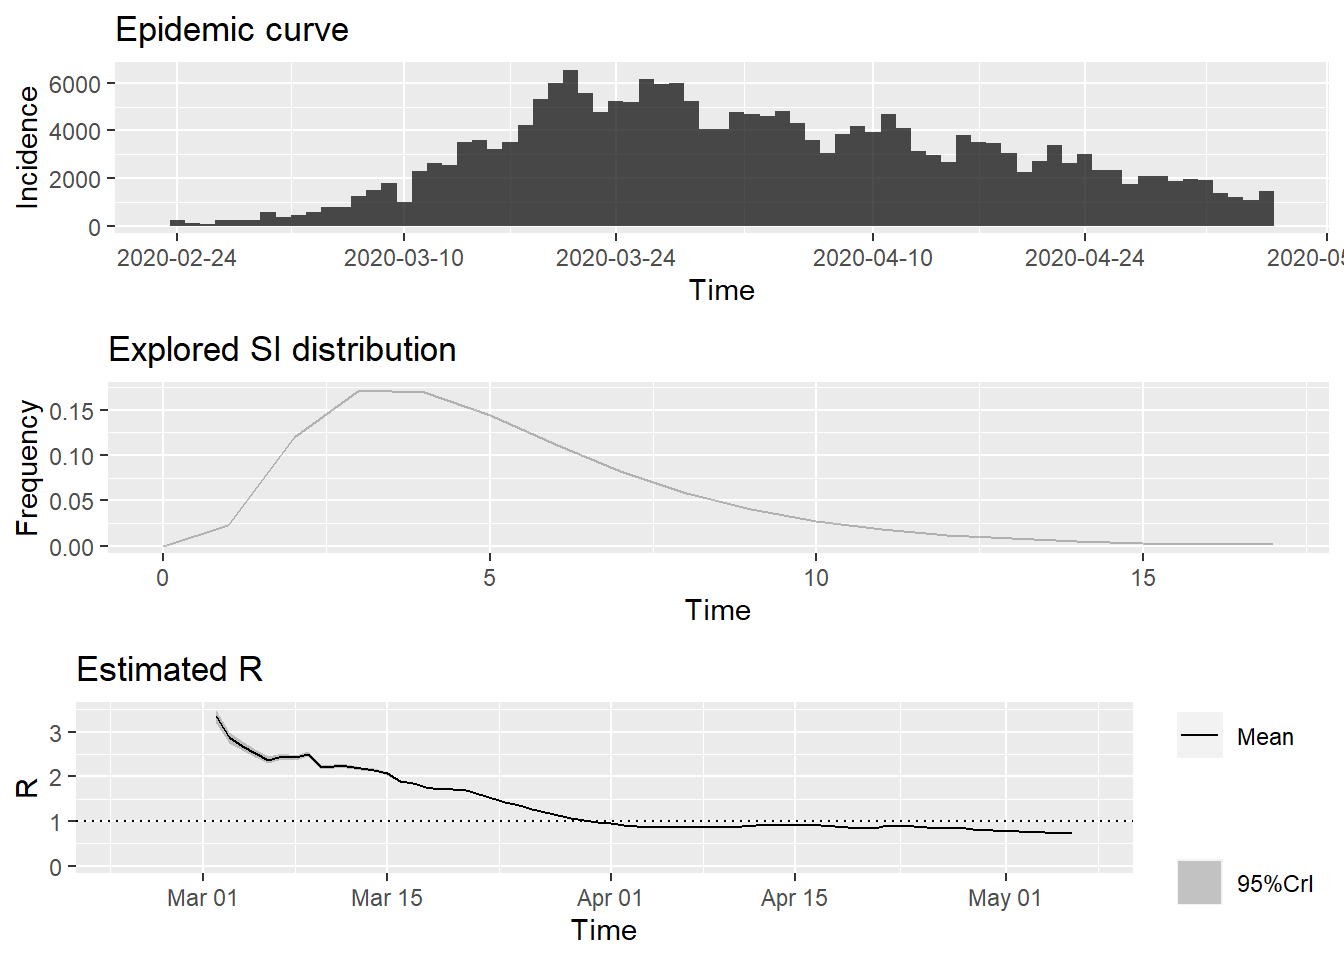 Epidemic curve
Incidence
6000
4000
2000
0
2020-02-24 2020-03-10 2020-03-24 2020-04-10 2020-04-24 2020-0
Time
Explored SI distribution
Frequency
0.15
0.10
0.05
0.00
0 5 10 15
Time
Estimated R
R
3
2
1
0
Mar 01 Mar 15 Apr 01 Apr 15 May 01
Time
Mean
95%CrI